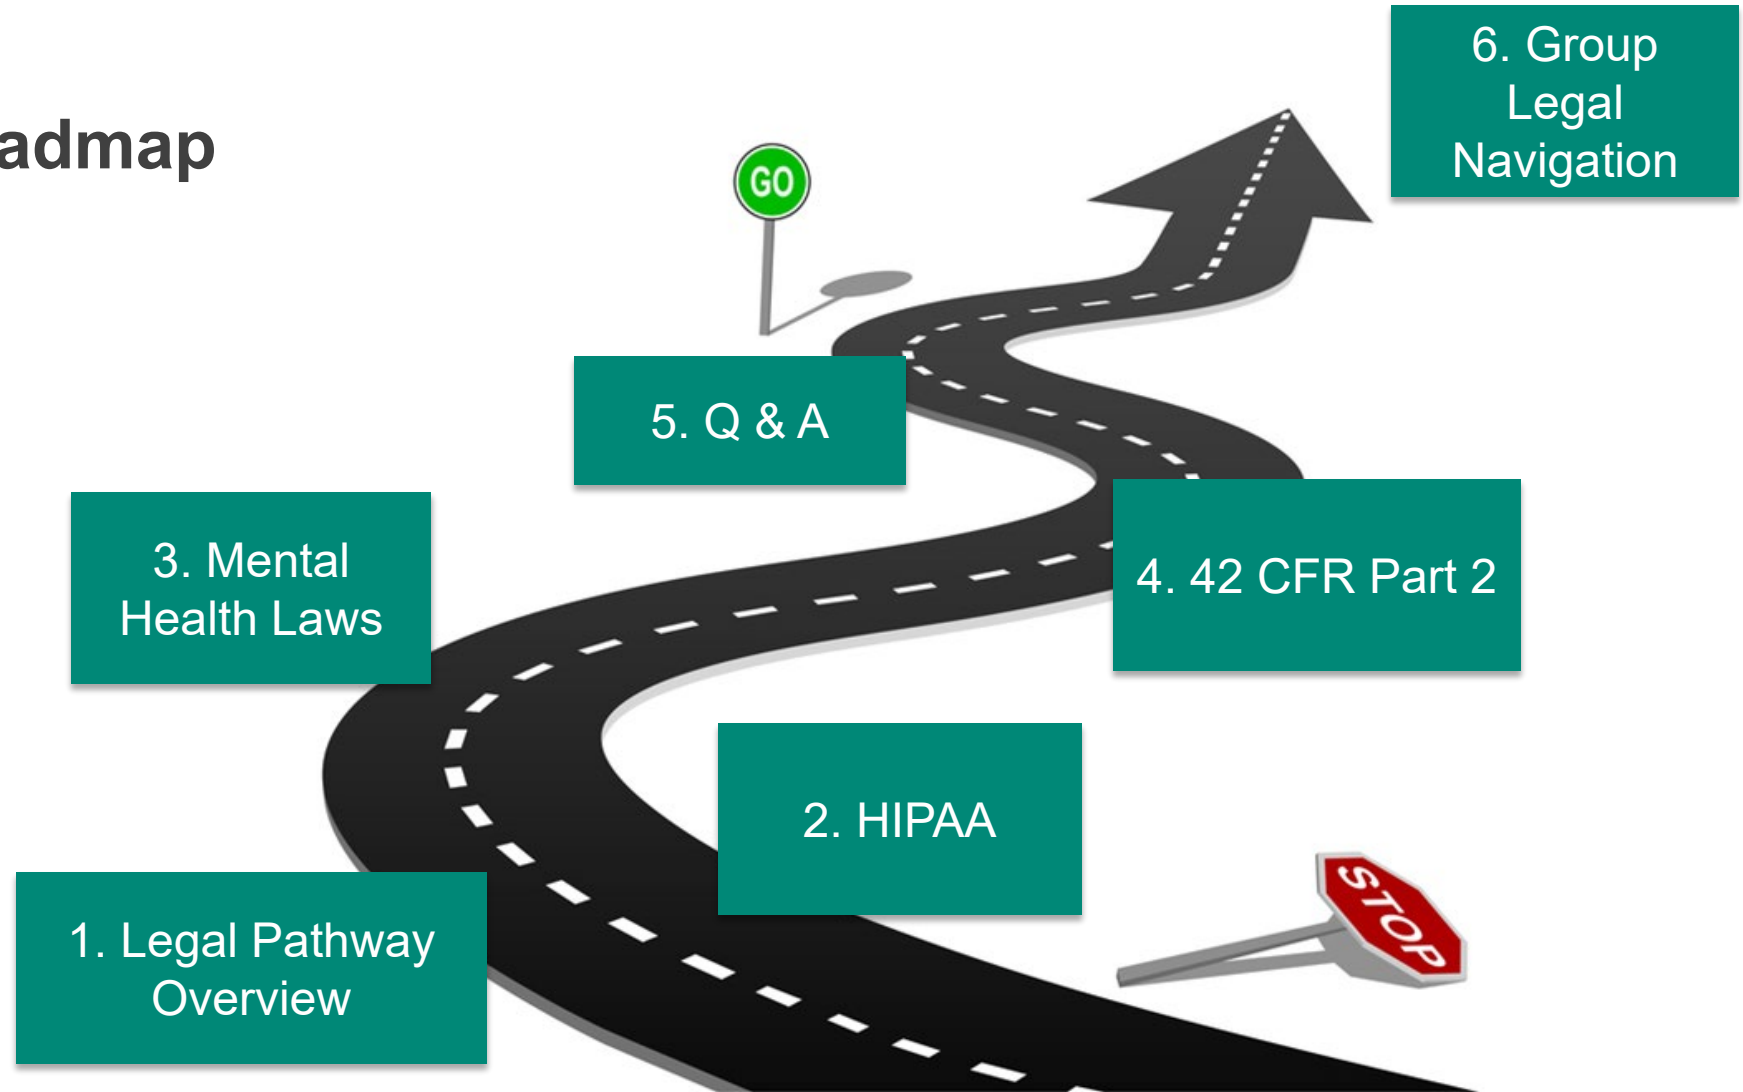 admap
GO
6. Group
Legal
Navigation
5. Q & A
3. Mental
Health Laws
4. 42 CFR Part 2
2. HIPAA
1. Legal Pathway
Overview
STOP